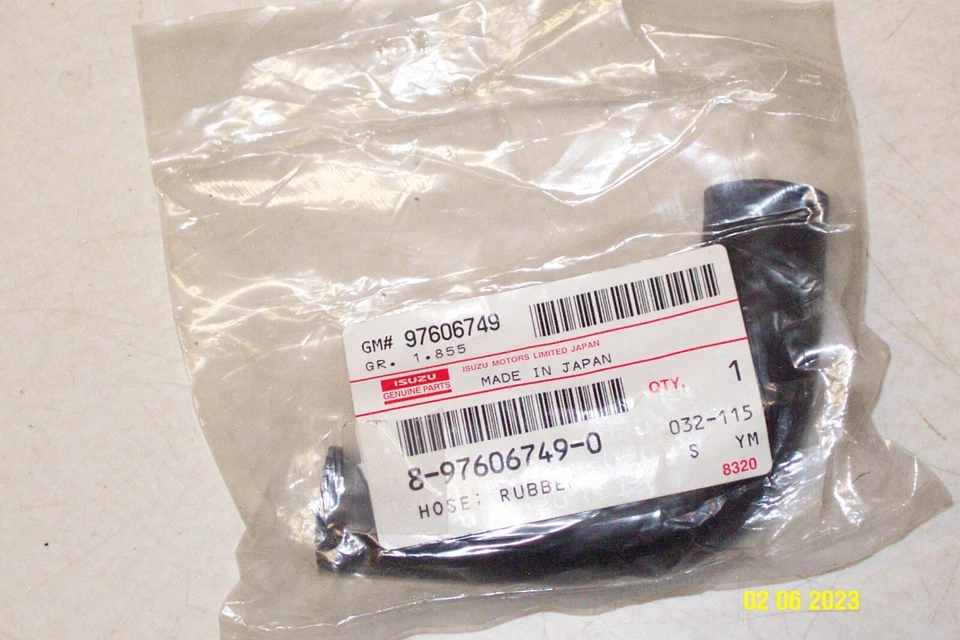 GM# 97606749
GR. 1.855
ISUZU
GENUINE PARTS
ISUZU MOTORS LIMITED JAPAN
MADE IN JAPAN
QTY. 1
8-97606749-0
032-115
S YM
HOSE; RUBBE
8320
02 06 2023